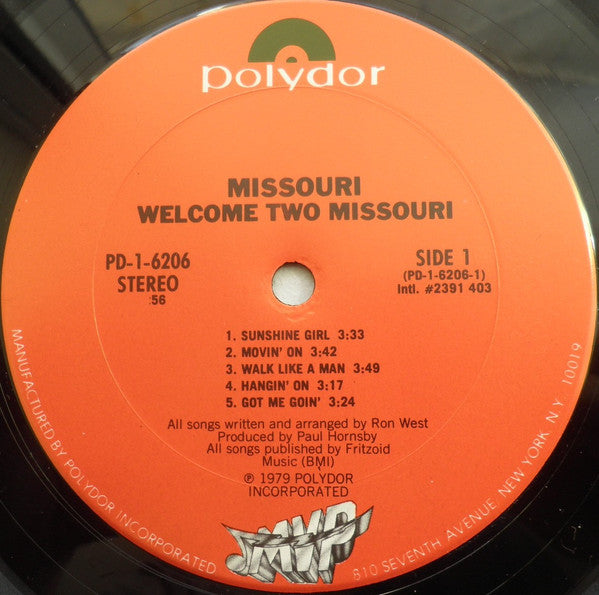 polydor
MISSOURI
WELCOME TWO MISSOURI
PD-1-6206
STEREO
:56
SIDE 1
(PD-1-6206-1)
Intl. #2391 403
1. SUNSHINE GIRL 3:33
2. MOVIN' ON 3:42
3. WALK LIKE A MAN 3:49
4. HANGIN' ON 3:17
5. GOT ME GOIN' 3:24
All songs written and arranged by Ron West
Produced by Paul Hornsby
All songs published by Fritzoid
Music (BMI)
℗ 1979 POLYDOR
INCORPORATED
MANUFACTURED BY POLYDOR INCORPORATED
810 SEVENTH AVENUE, NEW YORK, N.Y. 10019